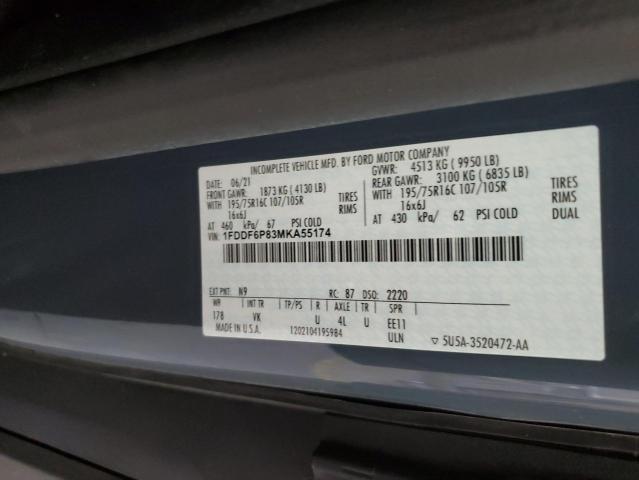 INCOMPLETE VEHICLE MFD. BY FORD MOTOR COMPANY
DATE: 06/21 GVWR: 4513 KG ( 9950 LB)
FRONT GAWR: 1873 KG ( 4130 LB) REAR GAWR: 3100 KG ( 6835 LB)
WITH 195/75R16C 107/105R TIRES WITH 195/75R16C 107/105R TIRES
16x6J RIMS 16x6J RIMS
AT 460 kPa/ 67 PSI COLD AT 430 kPa/ 62 PSI COLD DUAL
VIN: 1FDDF6P83MKA55174
EXT PNT: N9 RC: 87 DSO: 2220
WB INT TR TP/PS R AXLE TR SPR
178 VK U 4L U EE11
MADE IN U.S.A. 1202104195984 ULN ▽ 5U5A-3520472-AA